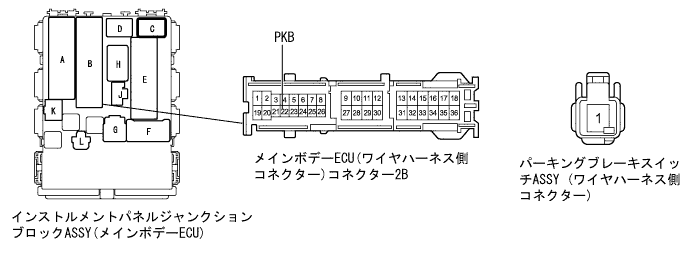 PKB
D
C
A
B
H
E
J
K
G
F
L
1 2 3 4 5 6 7 8 9 10 11 12 13 14 15 16 17 18
19 20 21 22 23 24 25 26 27 28 29 30 31 32 33 34 35 36
1
メインボデーECU(ワイヤハーネス側
コネクター)コネクター2B
パーキングブレーキスイッ
チASSY (ワイヤハーネス側
コネクター)
インストルメントパネルジャンクション
ブロックASSY(メインボデーECU)